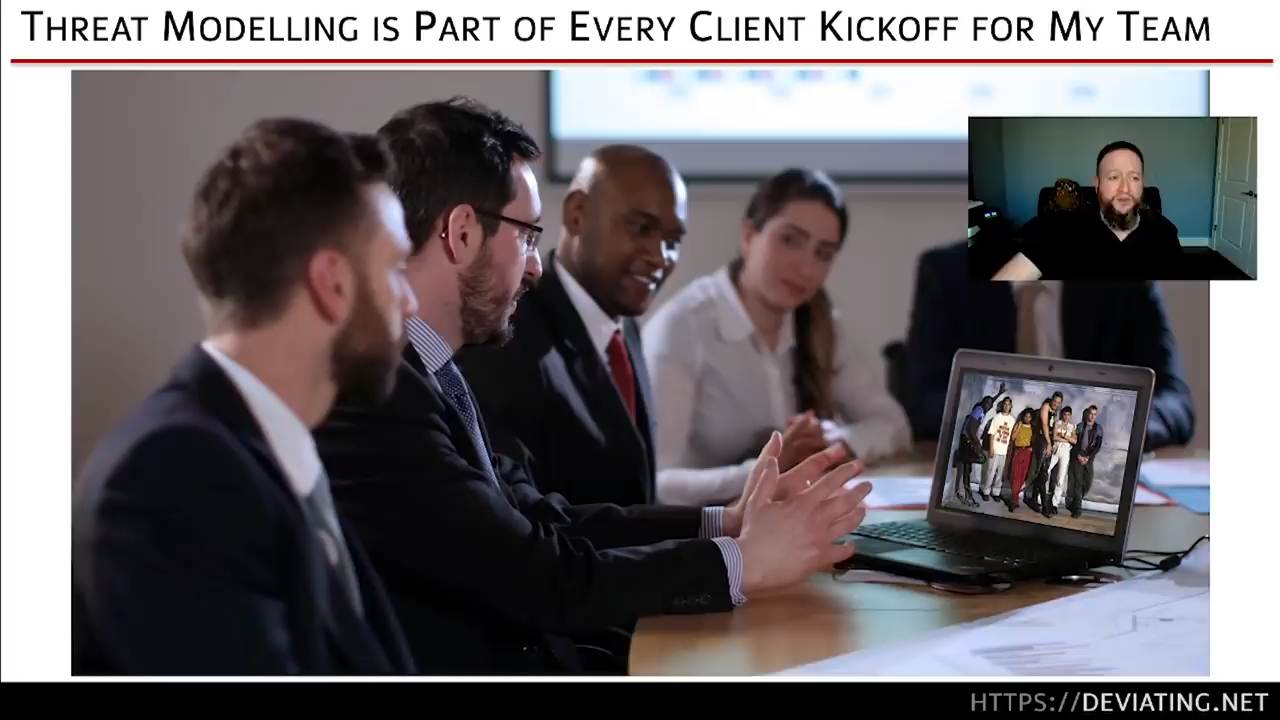 THREAT MODELLING IS PART OF EVERY CLIENT KICKOFF FOR MY TEAM
HTTPS://DEVIATING.NET